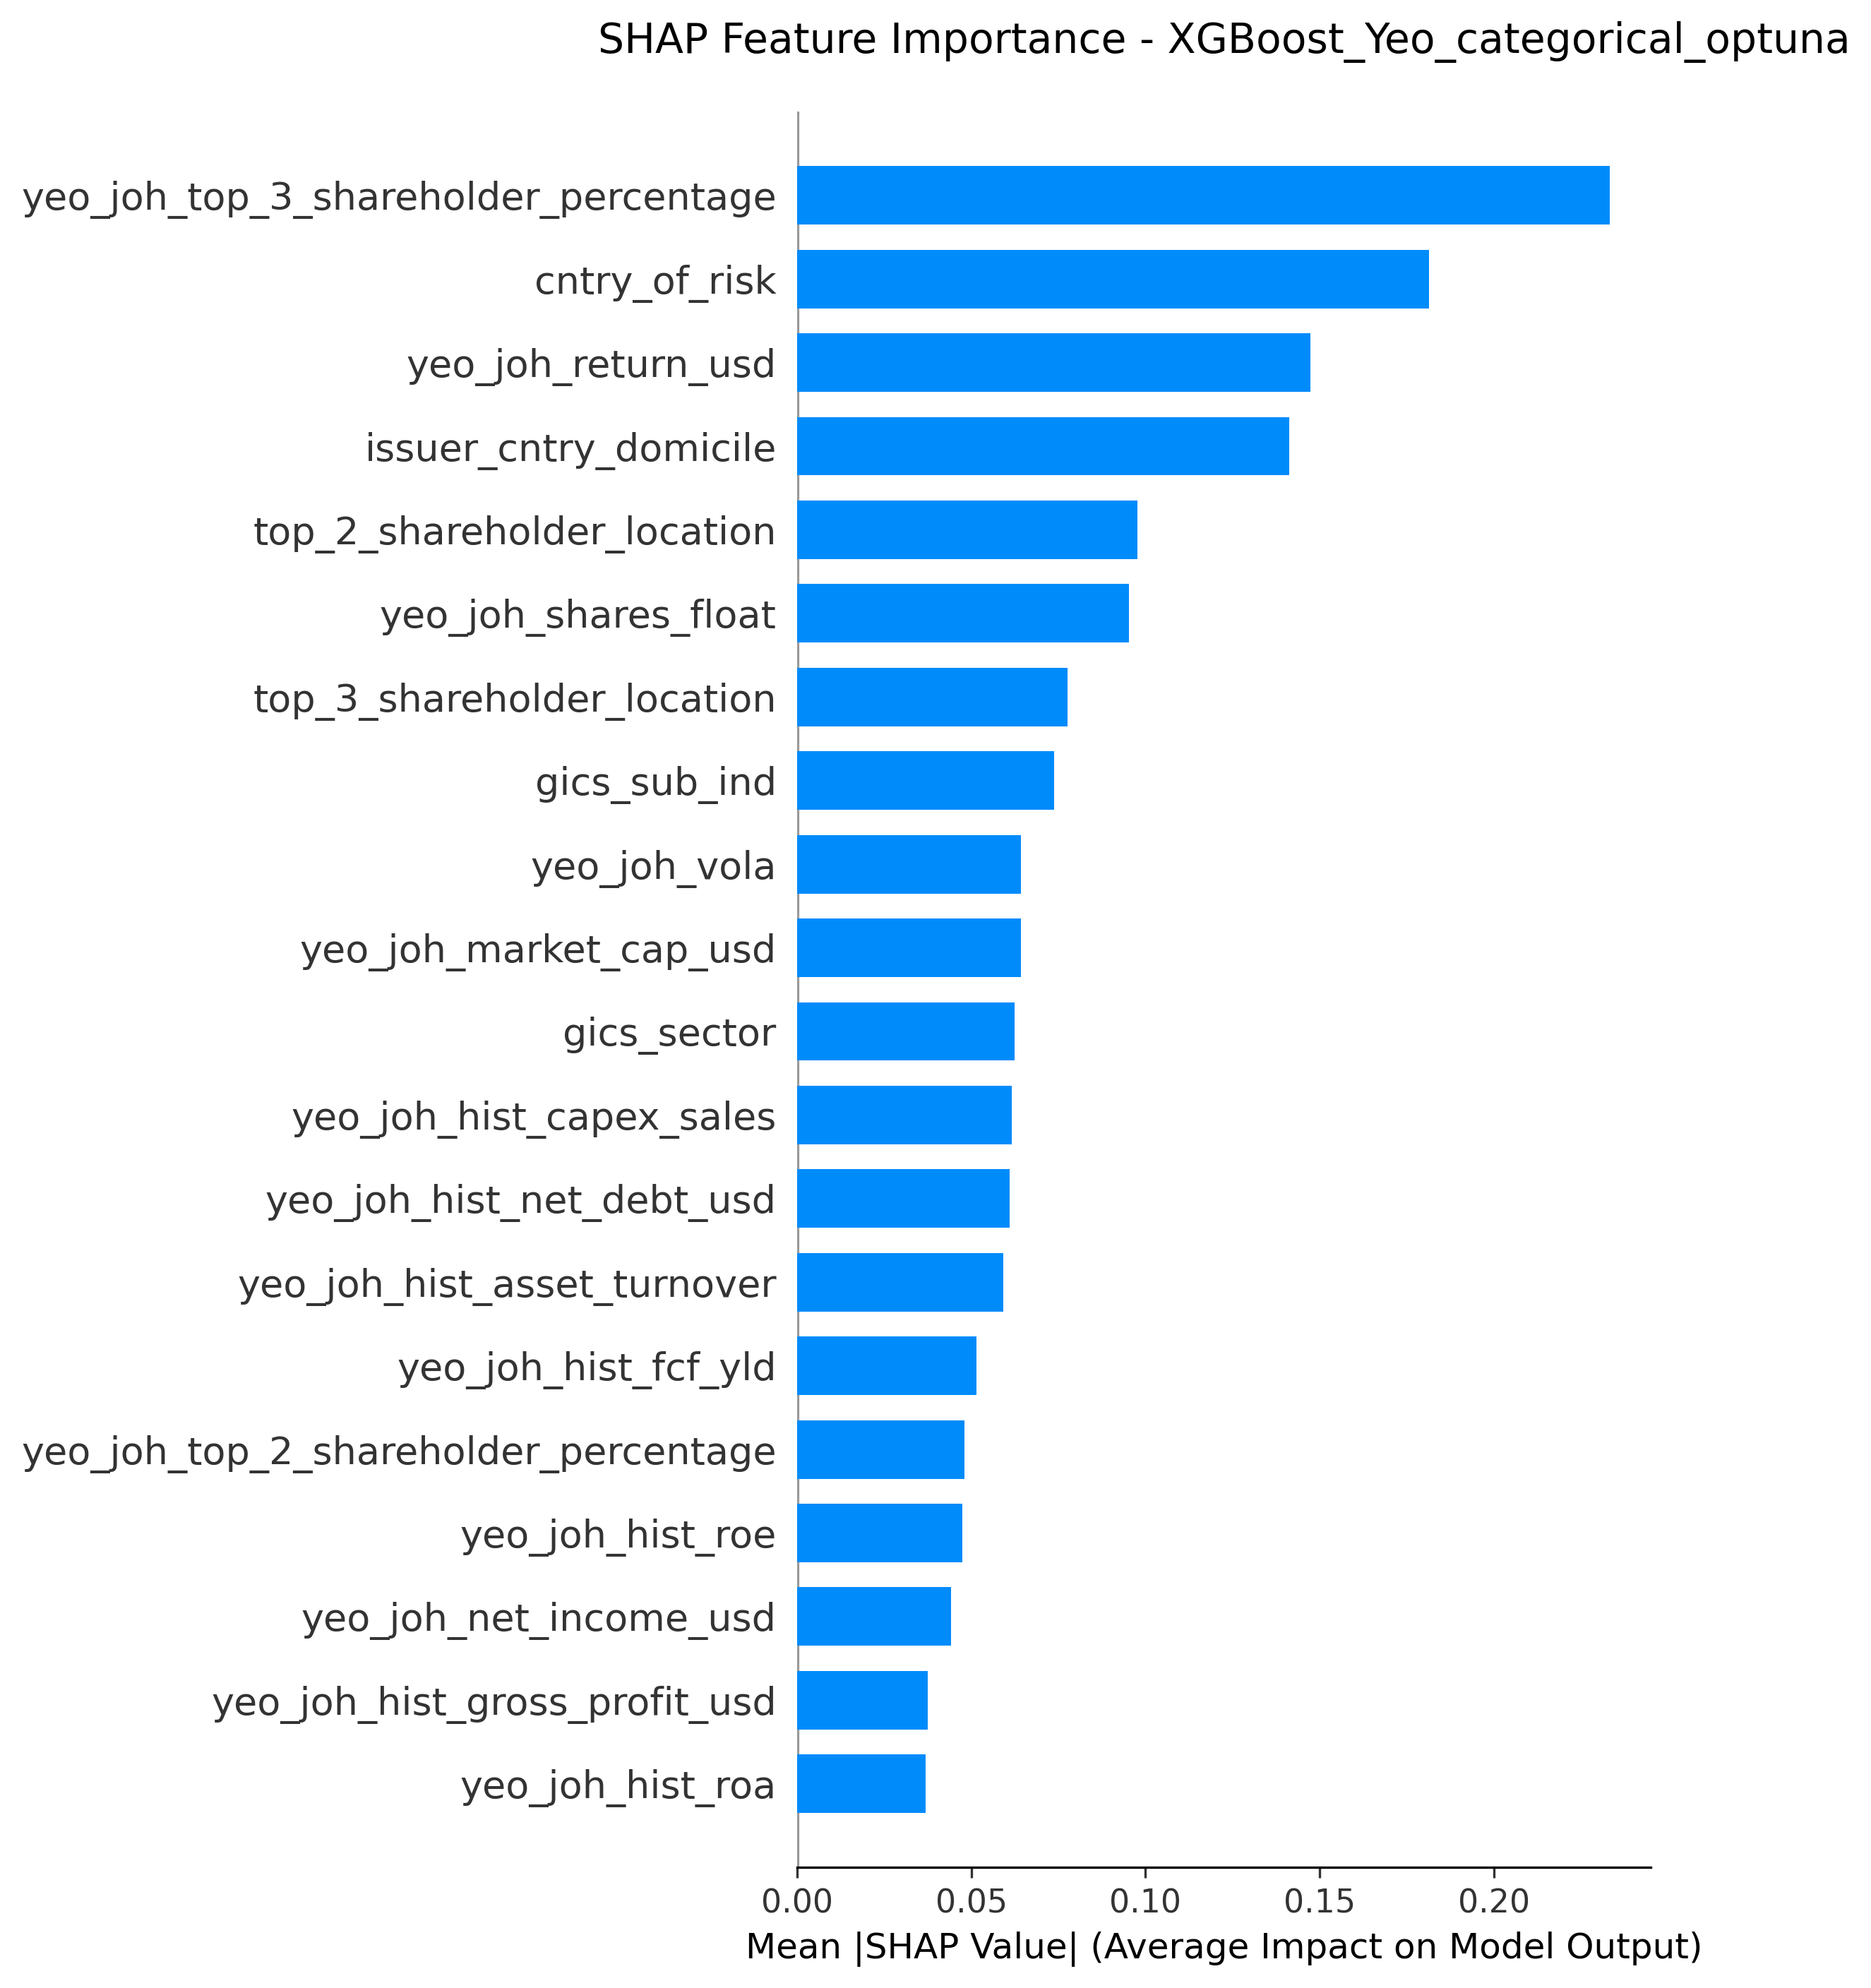 SHAP Feature Importance - XGBoost_Yeo_categorical_optuna
yeo_joh_top_3_shareholder_percentage
cntry_of_risk
yeo_joh_return_usd
issuer_cntry_domicile
top_2_shareholder_location
yeo_joh_shares_float
top_3_shareholder_location
gics_sub_ind
yeo_joh_vola
yeo_joh_market_cap_usd
gics_sector
yeo_joh_hist_capex_sales
yeo_joh_hist_net_debt_usd
yeo_joh_hist_asset_turnover
yeo_joh_hist_fcf_yld
yeo_joh_top_2_shareholder_percentage
yeo_joh_hist_roe
yeo_joh_net_income_usd
yeo_joh_hist_gross_profit_usd
yeo_joh_hist_roa
0.00 0.05 0.10 0.15 0.20
Mean |SHAP Value| (Average Impact on Model Output)